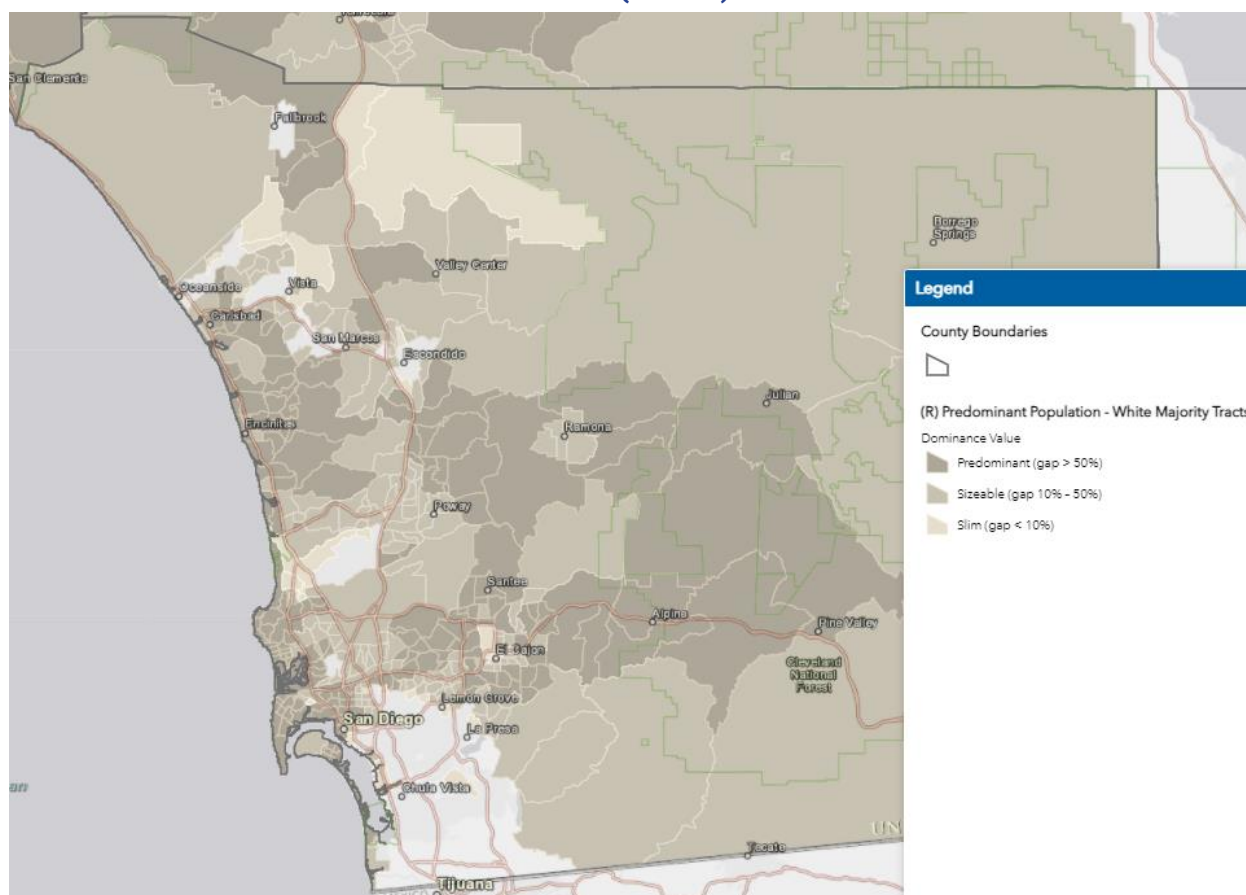 San Clemente
Fallbrook
Borrego
Springs
Valley Center
Oceanside
Vista
Carlsbad
San Marcos
Escondido
Julian
Encinitas
Ramona
Poway
Santee
Alpine
Pine Valley
El Cajon
Cleveland
National
Forest
Lemon Grove
San Diego
La Presa
Chula Vista
UN
Tecate
Tijuana
Legend
County Boundaries
(R) Predominant Population - White Majority Tracts
Dominance Value
Predominant (gap > 50%)
Sizeable (gap 10% - 50%)
Slim (gap < 10%)